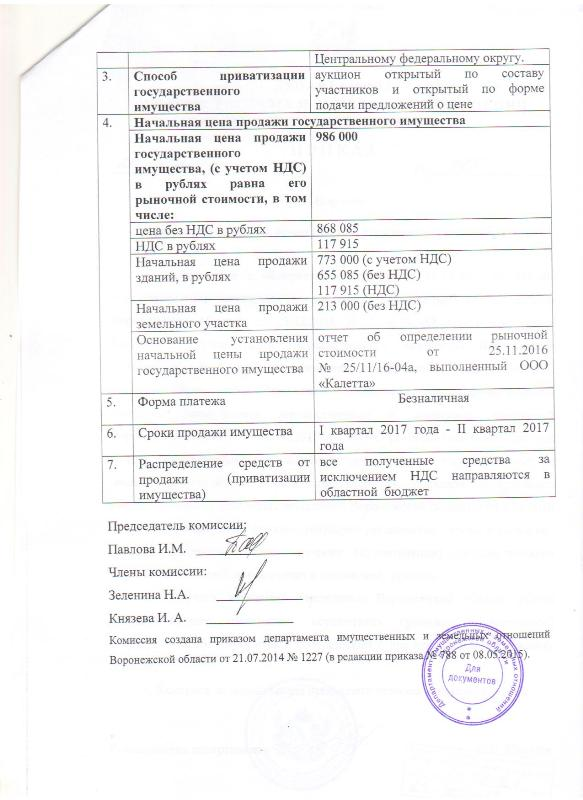 Центральному федеральному округу.
3. Способ приватизации государственного имущества
аукцион открытый по составу
участников и открытый по форме
подачи предложений о цене
4. Начальная цена продажи государственного имущества
Начальная цена продажи
государственного
имущества, (с учетом НДС)
в рублях равна его
рыночной стоимости, в том
числе:
986 000
цена без НДС в рублях 868 085
НДС в рублях 117 915
Начальная цена продажи
зданий, в рублях
773 000 (с учетом НДС)
655 085 (без НДС)
117 915 (НДС)
Начальная цена продажи
земельного участка
213 000 (без НДС)
Основание установления
начальной цены продажи
государственного имущества
отчет об определении рыночной
стоимости от 25.11.2016
№ 25/11/16-04а, выполненный ООО
«Калетта»
5. Форма платежа Безналичная
6. Сроки продажи имущества
I квартал 2017 года - II квартал 2017
года
7. Распределение средств от
продажи (приватизации
имущества)
все полученные средства за
исключением НДС направляются в
областной бюджет
Председатель комиссии:
Павлова И.М.
Члены комиссии:
Зеленина Н.А.
Князева И. А.
Комиссия создана приказом департамента имущественных и земельных отношений
Воронежской области от 21.07.2014 № 1227 (в редакции приказа № 788 от 08.05.2015).
Департамент имущественных и земельных отношений
Воронежской области
Для
документов